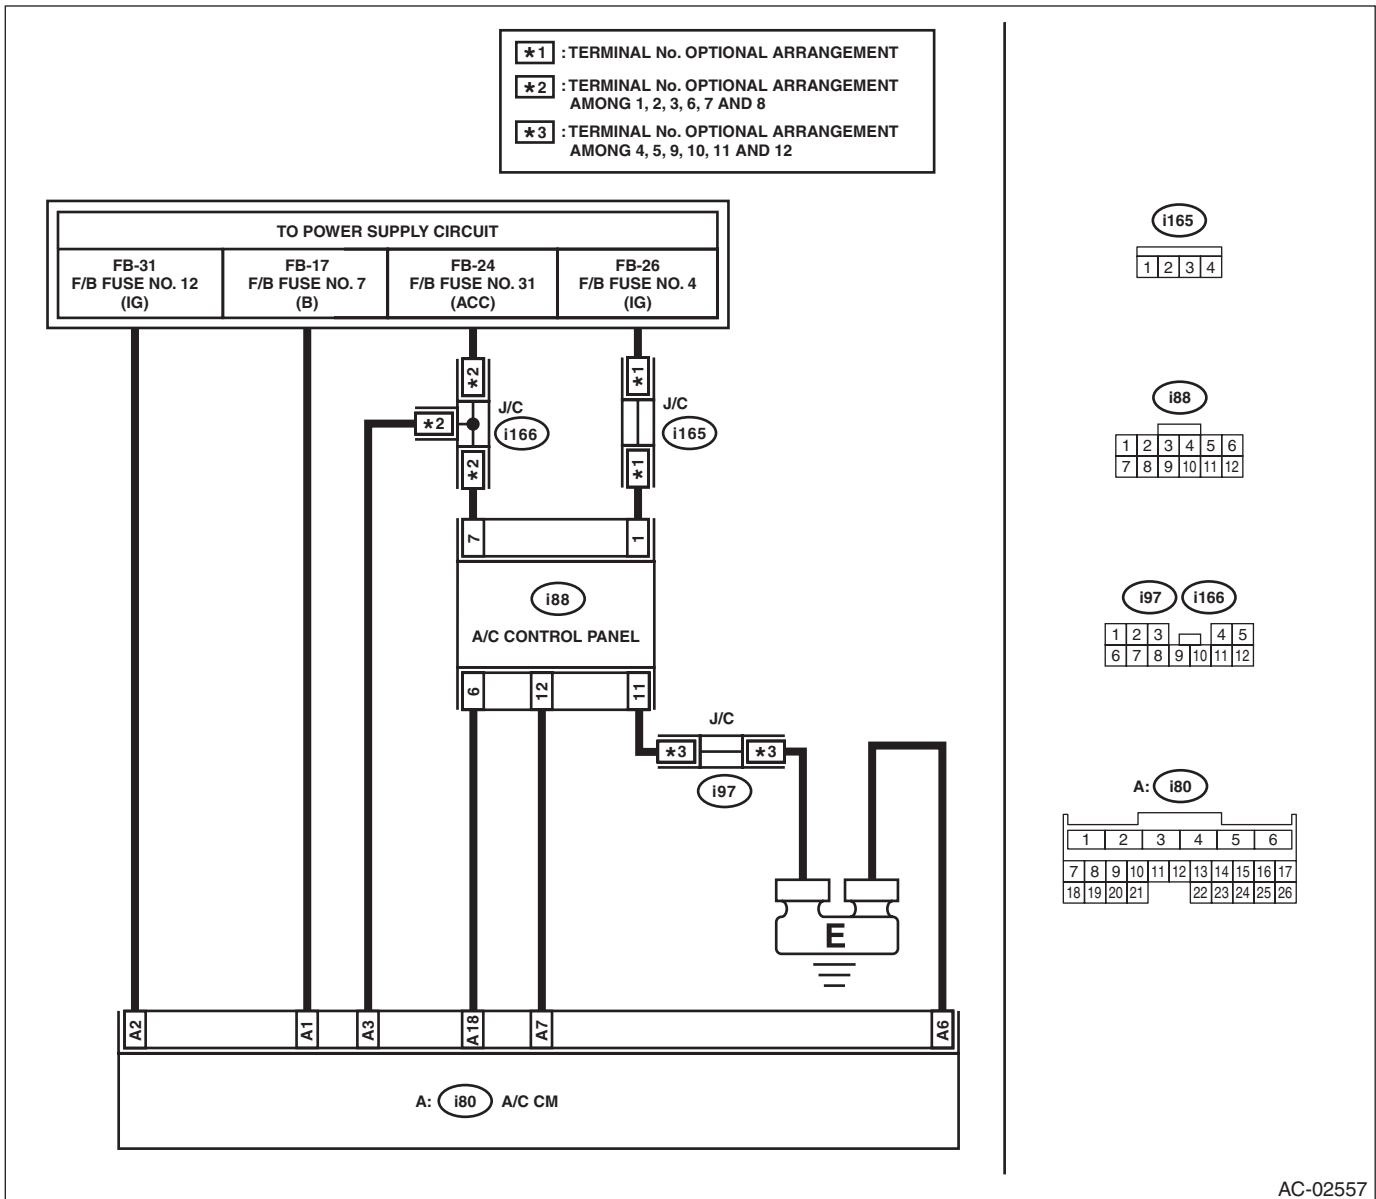 *1 : TERMINAL No. OPTIONAL ARRANGEMENT
*2 : TERMINAL No. OPTIONAL ARRANGEMENT
AMONG 1, 2, 3, 6, 7 AND 8
*3 : TERMINAL No. OPTIONAL ARRANGEMENT
AMONG 4, 5, 9, 10, 11 AND 12
TO POWER SUPPLY CIRCUIT
FB-31
F/B FUSE NO. 12
(IG)
FB-17
F/B FUSE NO. 7
(B)
FB-24
F/B FUSE NO. 31
(ACC)
FB-26
F/B FUSE NO. 4
(IG)
*2
*1
*2
J/C
i166
J/C
i165
*2
*1
7
1
i88
A/C CONTROL PANEL
6
12
11
J/C
*3
*3
i97
E
A2
A1
A3
A18
A7
A6
A: i80 A/C CM
i165
1 2 3 4
i88
1 2 3 4 5 6
7 8 9 10 11 12
i97 i166
1 2 3 4 5
6 7 8 9 10 11 12
A: i80
1 2 3 4 5 6
7 8 9 10 11 12 13 14 15 16 17
18 19 20 21 22 23 24 25 26
AC-02557